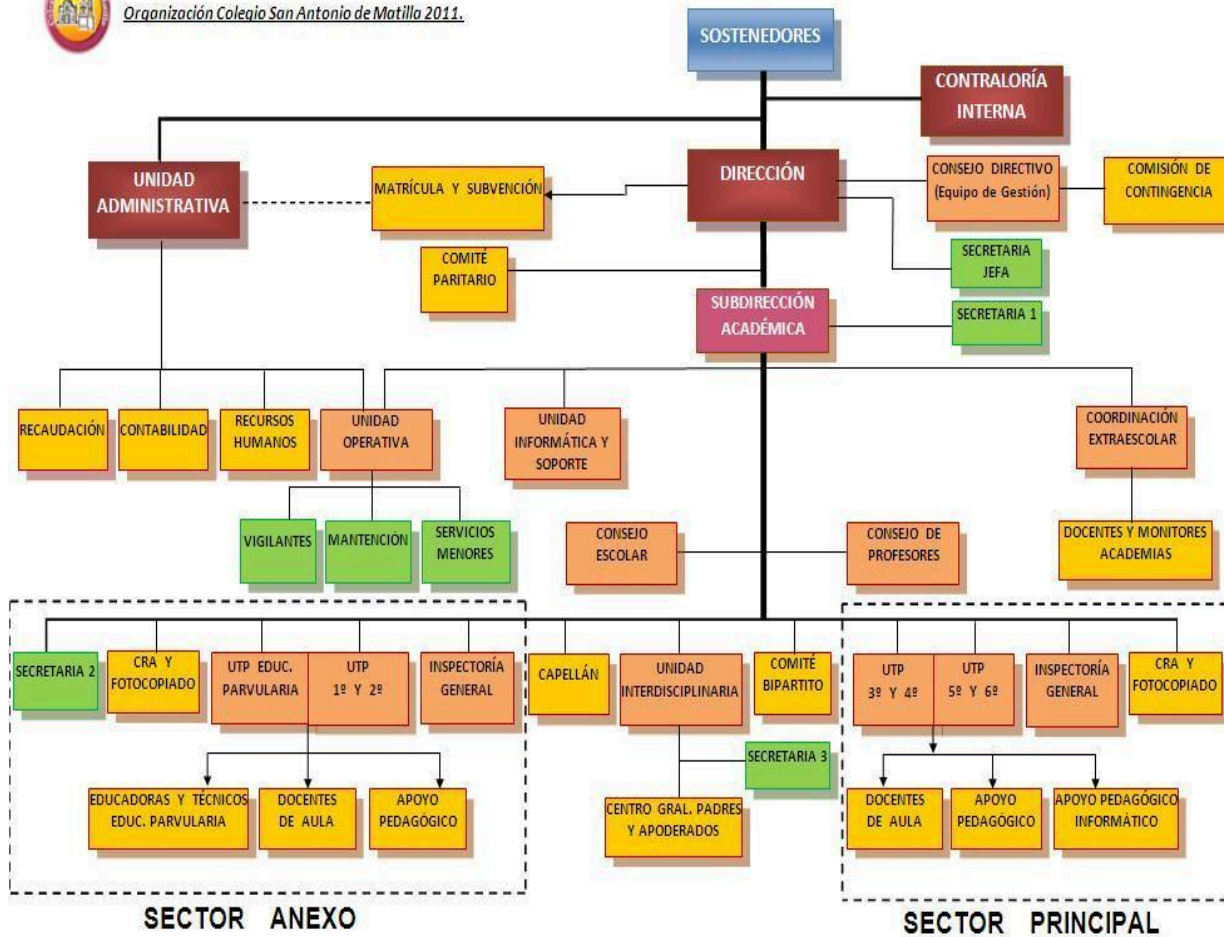 Organización Colegio San Antonio de Matilla 2011.
SOSTENEDORES
CONTRALORÍA
INTERNA
UNIDAD
ADMINISTRATIVA
MATRÍCULA Y SUBVENCIÓN
DIRECCIÓN
CONSEJO DIRECTIVO
(Equipo de Gestión)
COMISIÓN DE
CONTINGENCIA
COMITÉ
PARITARIO
SECRETARIA
JEFA
SUBDIRECCIÓN
ACADÉMICA
SECRETARIA 1
RECAUDACIÓN
CONTABILIDAD
RECURSOS
HUMANOS
UNIDAD
OPERATIVA
UNIDAD
INFORMÁTICA Y
SOPORTE
COORDINACIÓN
EXTRAESCOLAR
VIGILANTES
MANTENCIÓN
SERVICIOS
MENORES
CONSEJO
ESCOLAR
CONSEJO DE
PROFESORES
DOCENTES Y MONITORES
ACADEMIAS
SECRETARIA 2
CRA Y
FOTOCOPIADO
UTP EDUC.
PARVULARIA
UTP
1º Y 2º
INSPECTORÍA
GENERAL
CAPELLÁN
UNIDAD
INTERDISCIPLINARIA
COMITÉ
BIPARTITO
UTP
3º Y 4º
UTP
5º Y 6º
INSPECTORÍA
GENERAL
CRA Y
FOTOCOPIADO
SECRETARIA 3
EDUCADORAS Y TÉCNICOS
EDUC. PARVULARIA
DOCENTES
DE AULA
APOYO
PEDAGÓGICO
CENTRO GRAL. PADRES
Y APODERADOS
DOCENTES
DE AULA
APOYO
PEDAGÓGICO
APOYO PEDAGÓGICO
INFORMÁTICO
SECTOR ANEXO
SECTOR PRINCIPAL